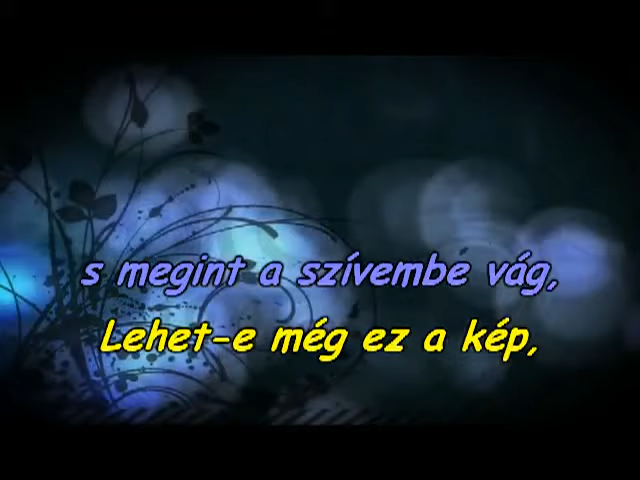 s megint a szívembe vág,
Lehet-e még ez a kép,